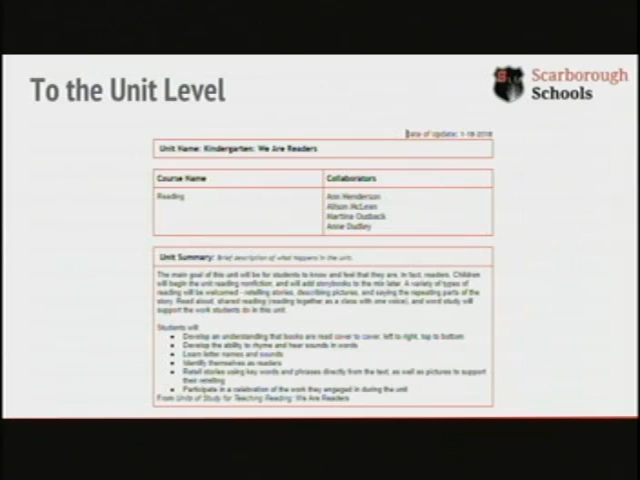 To the Unit Level
Scarborough
Schools
Date of Update: 1-18-2018
Unit Name: Kindergarten: We Are Readers
Course Name
Collaborators
Reading
Ann Henderson
Alison McLean
Martina
Anne Dudley
Unit Summary: Brief description of what happens in the unit.
The main goal of this unit will be for students to know and feel that they are, in fact, readers. Children
will begin the unit reading nonfiction, and will add storybooks to the mix later. A variety of types of
reading will be welcomed - retelling stories, describing pictures, and saying the repeating parts of the
story. Read aloud, shared reading (reading together as a class with one voice), and word study will
support the work students do in this unit.
Students will:
Develop an understanding that books are read cover to cover, left to right, top to bottom
Develop the ability to rhyme and hear sounds in words
Learn letter names and sounds
Identify themselves as readers
Retell stories using key words and phrases directly from the text, as well as pictures to support
their retelling
Participate in a celebration of the work they engaged in during the unit
From Units of Study for Teaching Reading: We Are Readers